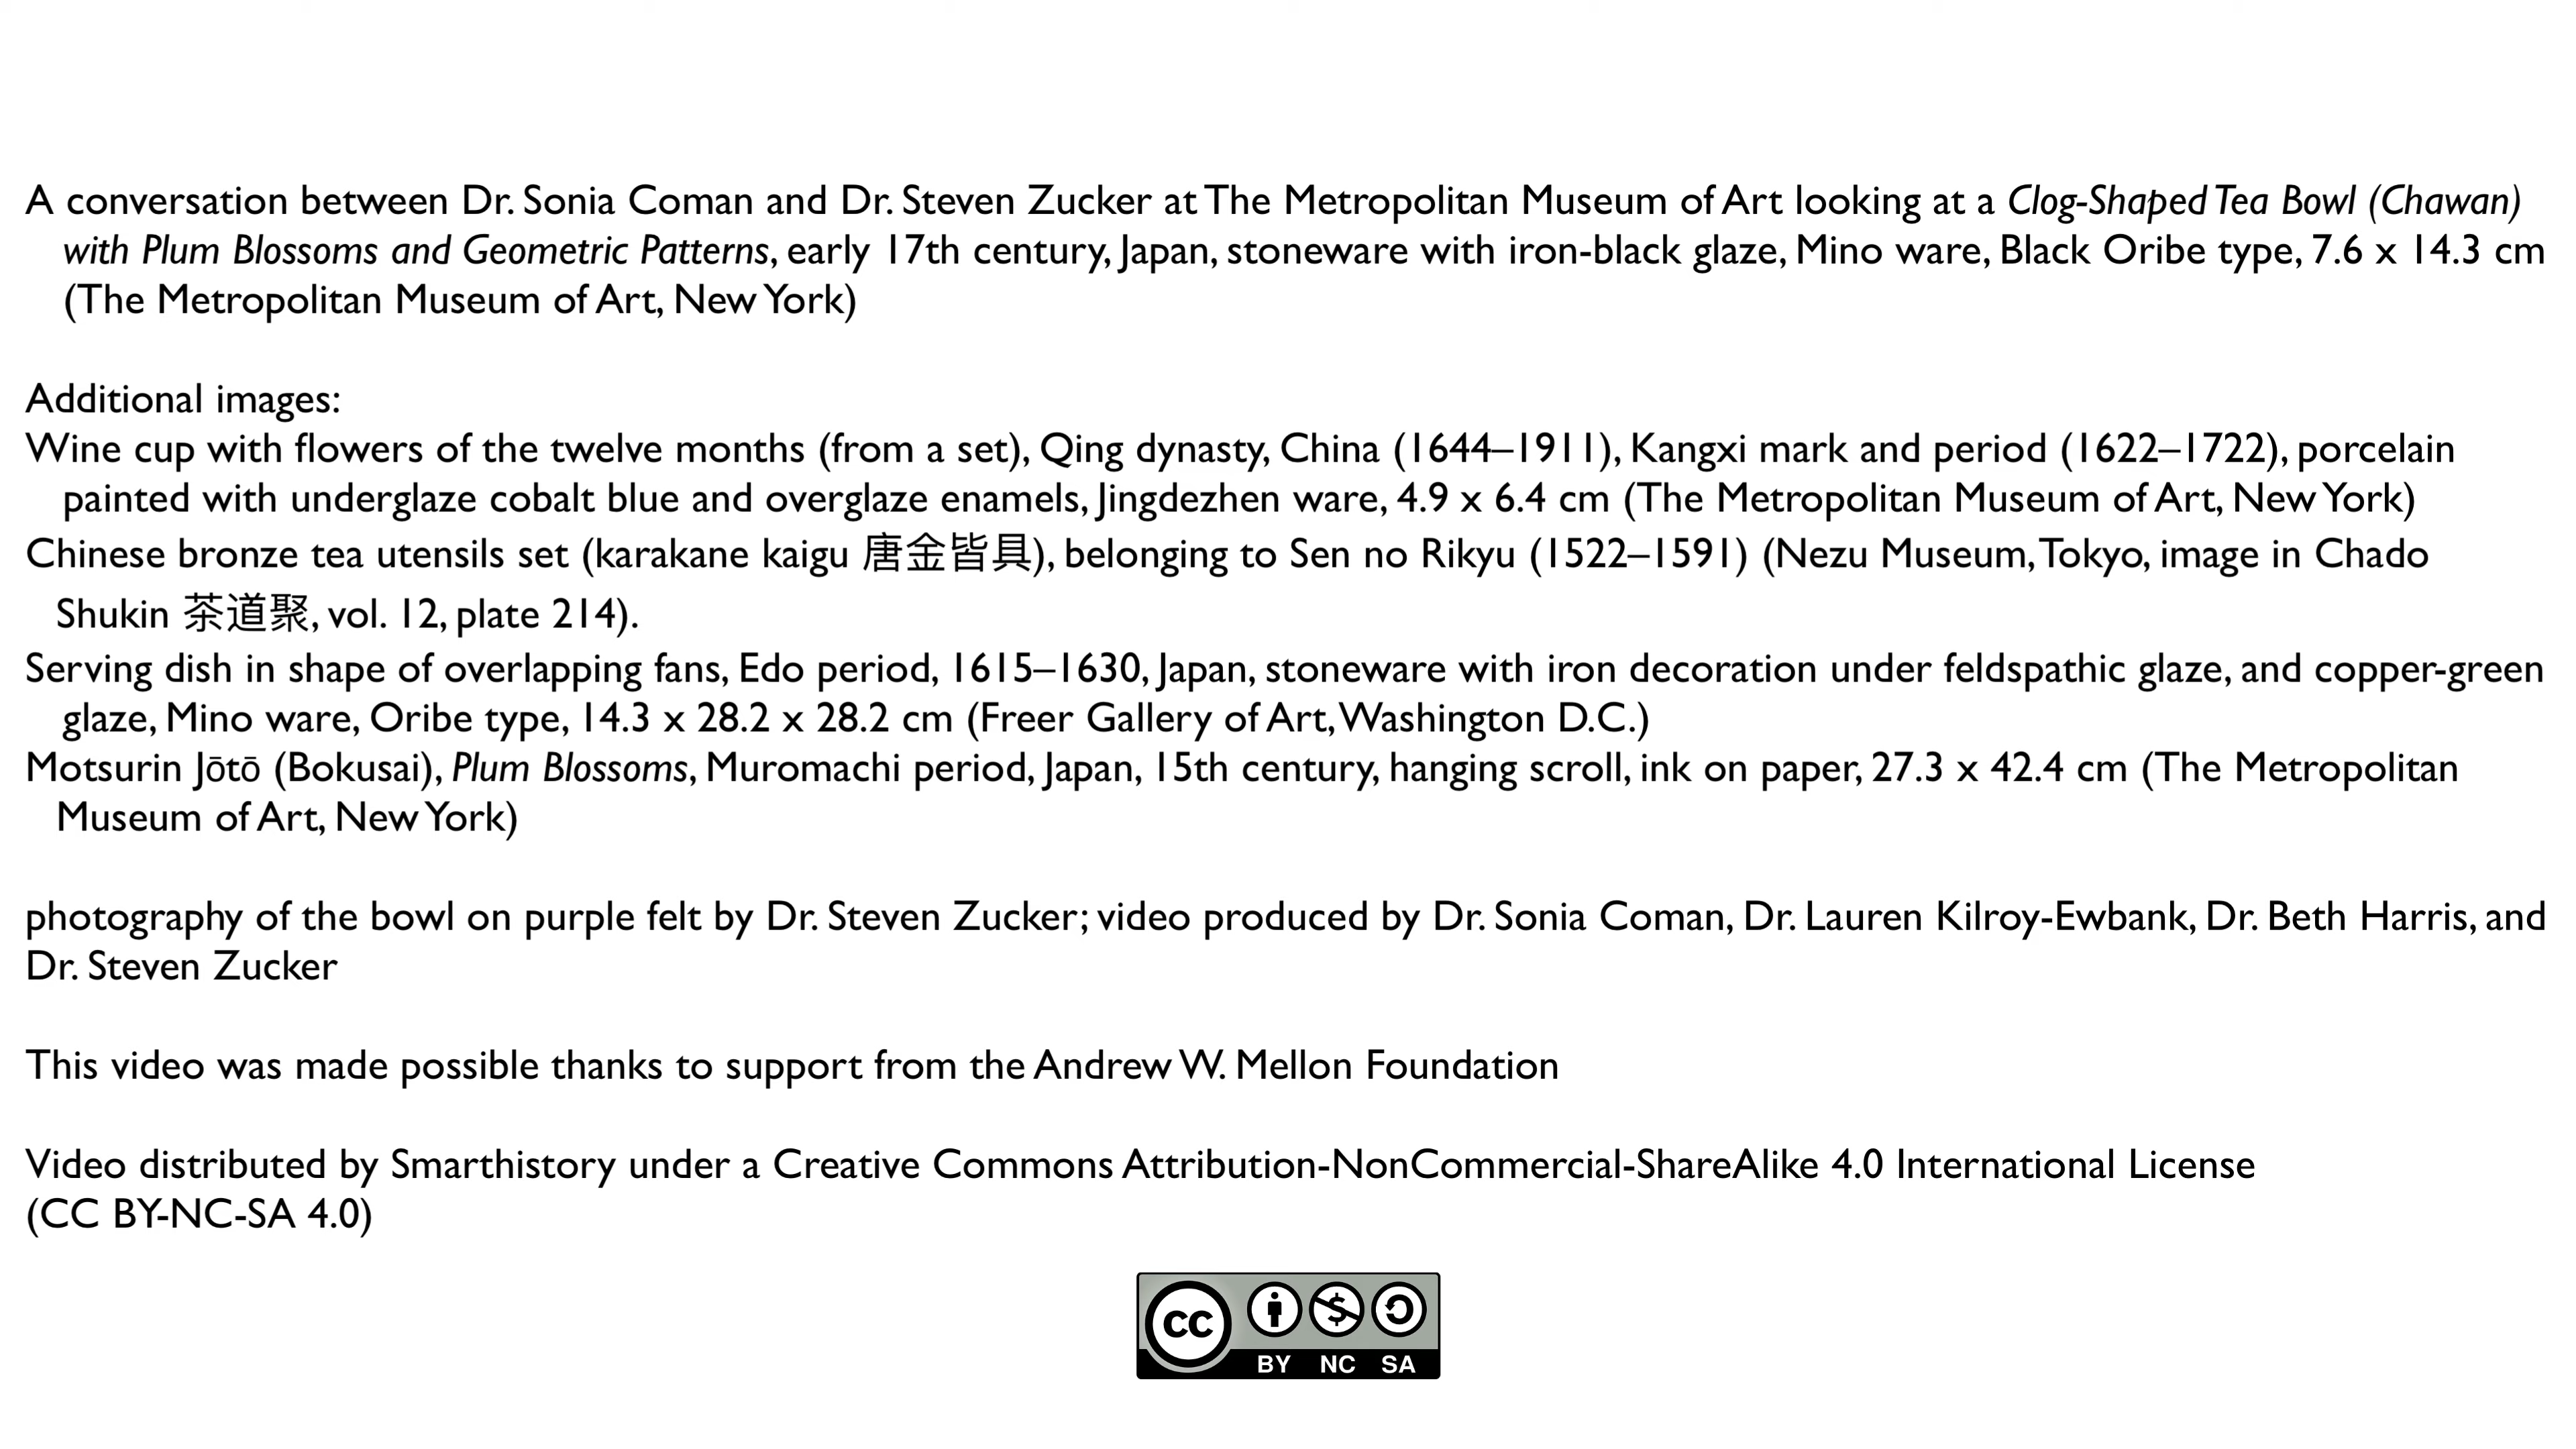 A conversation between Dr. Sonia Coman and Dr. Steven Zucker at The Metropolitan Museum of Art looking at a Clog-Shaped Tea Bowl (Chawan)
with Plum Blossoms and Geometric Patterns, early 17th century, Japan, stoneware with iron-black glaze, Mino ware, Black Oribe type, 7.6 x 14.3 cm
(The Metropolitan Museum of Art, New York)
Additional images:
Wine cup with flowers of the twelve months (from a set), Qing dynasty, China (1644–1911), Kangxi mark and period (1622–1722), porcelain
painted with underglaze cobalt blue and overglaze enamels, Jingdezhen ware, 4.9 x 6.4 cm (The Metropolitan Museum of Art, New York)
Chinese bronze tea utensils set (karakane kaigu 唐金皆具), belonging to Sen no Rikyu (1522–1591) (Nezu Museum, Tokyo, image in Chado
Shukin 茶道聚, vol. 12, plate 214).
Serving dish in shape of overlapping fans, Edo period, 1615–1630, Japan, stoneware with iron decoration under feldspathic glaze, and copper-green
glaze, Mino ware, Oribe type, 14.3 x 28.2 x 28.2 cm (Freer Gallery of Art, Washington D.C.)
Motsurin Jōtō (Bokusai), Plum Blossoms, Muromachi period, Japan, 15th century, hanging scroll, ink on paper, 27.3 x 42.4 cm (The Metropolitan
Museum of Art, New York)
photography of the bowl on purple felt by Dr. Steven Zucker; video produced by Dr. Sonia Coman, Dr. Lauren Kilroy-Ewbank, Dr. Beth Harris, and
Dr. Steven Zucker
This video was made possible thanks to support from the Andrew W. Mellon Foundation
Video distributed by Smarthistory under a Creative Commons Attribution-NonCommercial-ShareAlike 4.0 International License
(CC BY-NC-SA 4.0)
CC
BY NC SA